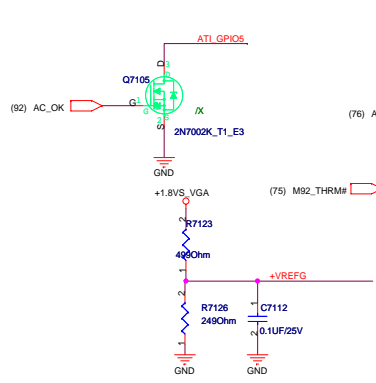 ATI_GPIO5
3
D
D
Q7105
G
1
G
(92) AC_OK
/X
(76) A
S
2
S
2N7002K_T1_E3
GND
+1.8VS_VGA
(75) M92_THRM#
2
R7123
499Ohm
1
+VREFG
2
R7126
249Ohm
1
1
C7112
0.1UF/25V
2
GND
GND